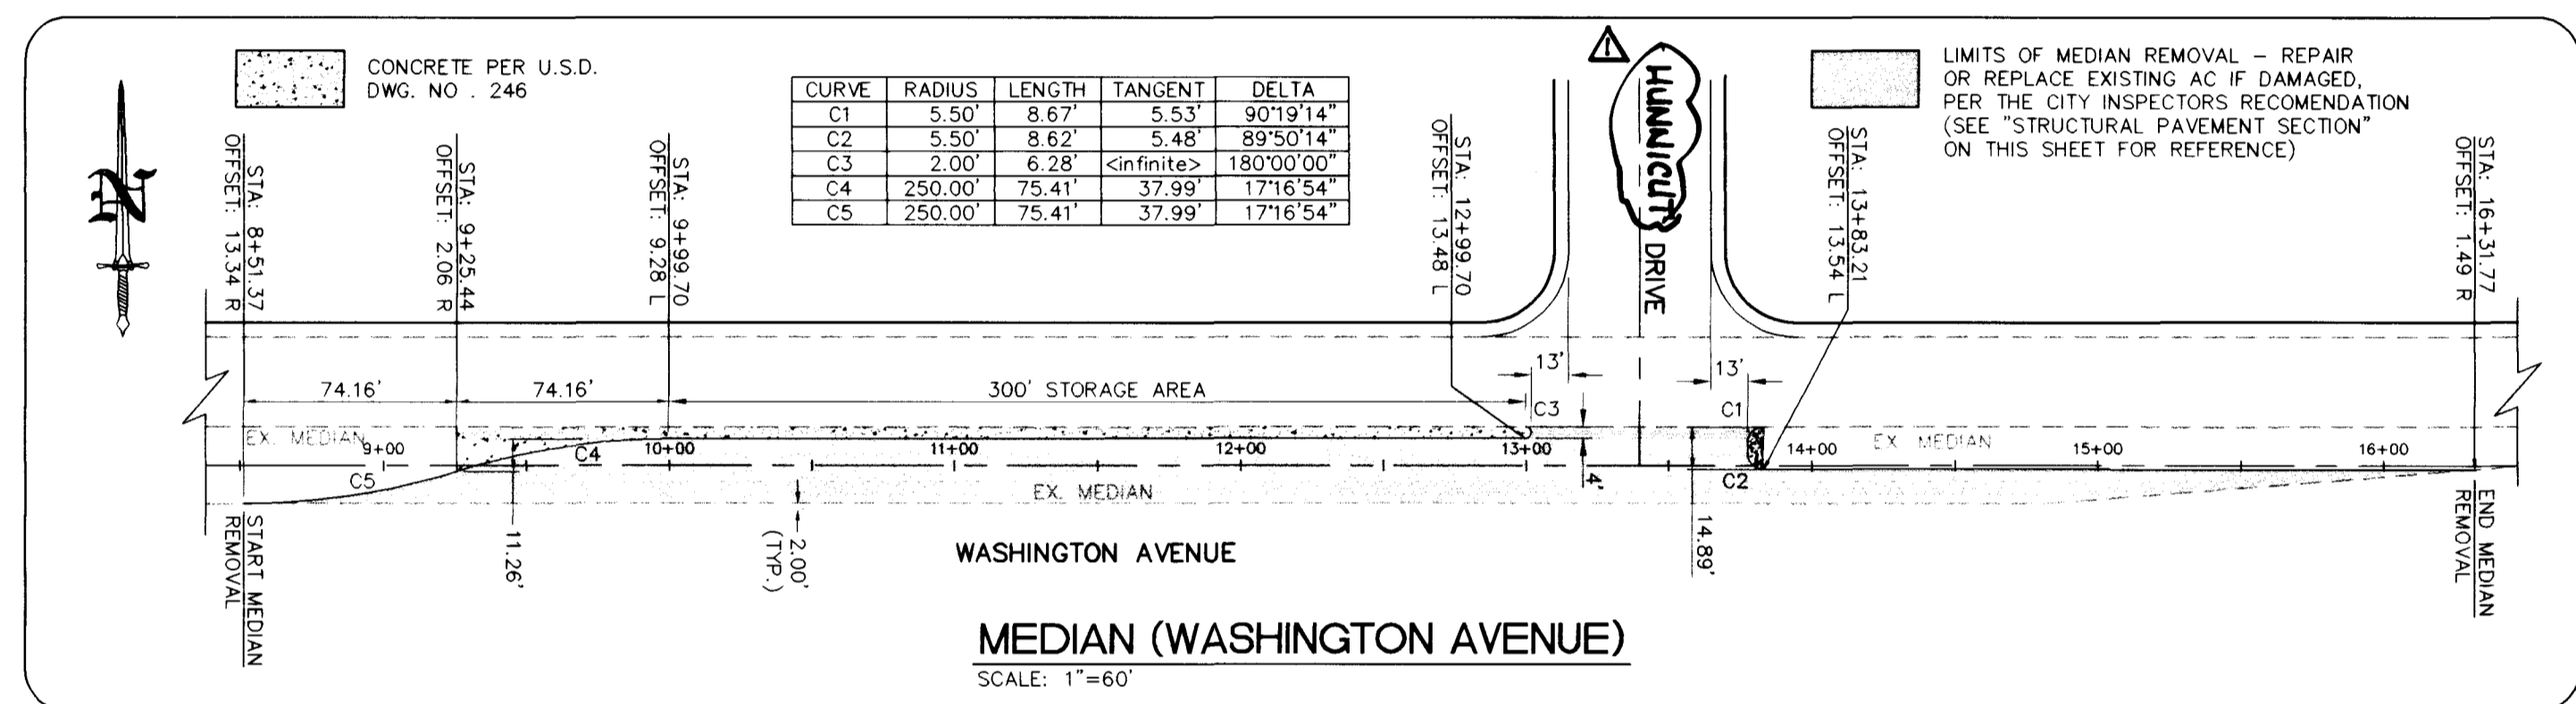 CONCRETE PER U.S.D.
DWG. NO . 246
CURVE RADIUS LENGTH TANGENT DELTA
C1 5.50' 8.67' 5.53' 90°19'14"
C2 5.50' 8.62' 5.48' 89°50'14"
C3 2.00' 6.28' <infinite> 180°00'00"
C4 250.00' 75.41' 37.99' 17°16'54"
C5 250.00' 75.41' 37.99' 17°16'54"
1
HUNNICUTT
DRIVE
LIMITS OF MEDIAN REMOVAL – REPAIR
OR REPLACE EXISTING AC IF DAMAGED,
PER THE CITY INSPECTORS RECOMENDATION
(SEE "STRUCTURAL PAVEMENT SECTION"
ON THIS SHEET FOR REFERENCE)
N
STA: 8+51.37
OFFSET: 13.34 R
STA: 9+25.44
OFFSET: 2.06 R
STA: 9+99.70
OFFSET: 9.28 L
STA: 12+99.70
OFFSET: 13.48 L
STA: 13+83.21
OFFSET: 13.54 L
STA: 16+31.77
OFFSET: 1.49 R
74.16'
74.16'
300' STORAGE AREA
13'
13'
C3
C1
EX. MEDIAN
9+00
C4
10+00
11+00
12+00
13+00
14+00
EX MEDIAN
15+00
16+00
C5
EX. MEDIAN
4'
C2
START MEDIAN
REMOVAL
11.26'
2.00'
(TYP.)
WASHINGTON AVENUE
14.89'
END MEDIAN
REMOVAL
MEDIAN (WASHINGTON AVENUE)
SCALE: 1"=60'